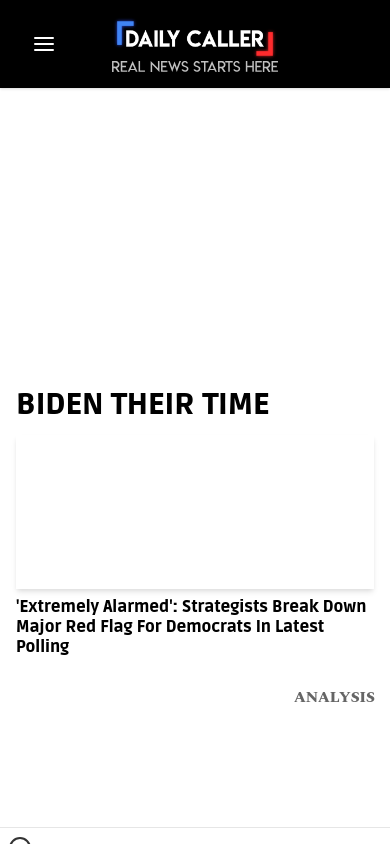 DAILY CALLER
REAL NEWS STARTS HERE
BIDEN THEIR TIME
'Extremely Alarmed': Strategists Break Down
Major Red Flag For Democrats In Latest
Polling
ANALYSIS